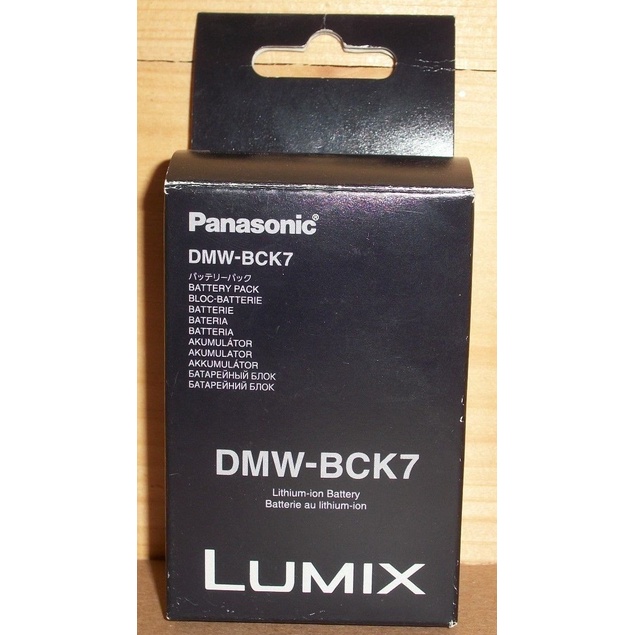 Panasonic®
DMW-BCK7
バッテリーパック
BATTERY PACK
BLOC-BATTERIE
BATTERIE
BATERIA
BATTERIA
AKUMULÁTOR
AKUMULATOR
AKKUMULÁTOR
БАТАРЕЙНЫЙ БЛОК
БАТАРЕЙНИЙ БЛОК
DMW-BCK7
Lithium-ion Battery
Batterie au lithium-ion
LUMIX